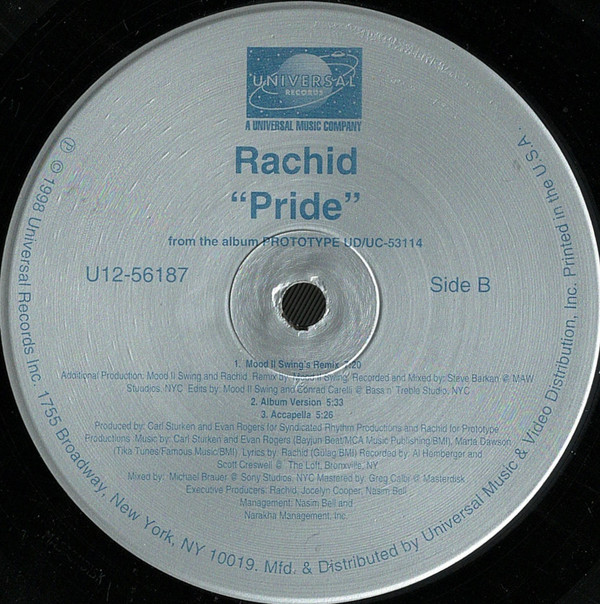 UNIVERSAL
RECORDS
A UNIVERSAL MUSIC COMPANY
Rachid
“Pride”
from the album PROTOTYPE UD/UC-53114
U12-56187
Side B
1. Mood II Swing's Remix :20
Additional Production: Mood II Swing and Rachid. Remix by: Mood II Swing. Recorded and Mixed by: Steve Barkan @ MAW
Stuudios, NYC Edits by: Mood II Swing and Conrad Carelli @ Bass n' Treble Studio, NYC
2. Album Version 5:33
3. Accapella 5:26
Produced by: Carl Sturken and Evan Rogers for Syndicated Rhythm Productions and Rachid for Prototype
Productions. Music by: Carl Sturken and Evan Rogers (Bayjun Beat/MCA Music Publishing/BMI), Marta Dawson
(Tika Tunes/Famous Music/BMI) Lyrics by: Rachid (Gulag BMI) Recorded by: Al Hemberger and
Scott Creswell @ The Loft, Bronxville, NY
Mixed by: Michael Brauer @ Sony Studios, NYC Mastered by: Greg Calbi @ Masterdisk
Executive Producers: Rachid, Jocelyn Cooper, Nasim Bell
Management: Nasim Bell and
Narakha Management, Inc.
Ⓟ © 1998 Universal Records Inc. 1755 Broadway, New York, NY 10019. Mfd. & Distributed by Universal Music & Video Distribution, Inc. Printed in the U.S.A.